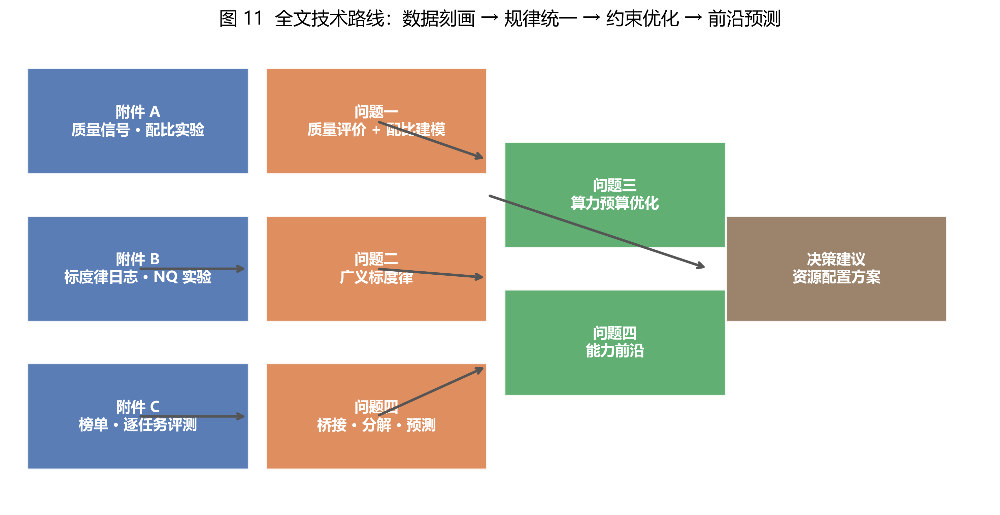 图 11 全文技术路线：数据刻画 → 规律统一 → 约束优化 → 前沿预测
附件 A
质量信号・配比实验
问题一
质量评价 + 配比建模
问题三
算力预算优化
附件 B
标度律日志・NQ 实验
问题二
广义标度律
决策建议
资源配置方案
问题四
能力前沿
附件 C
榜单・逐任务评测
问题四
桥接・分解・预测